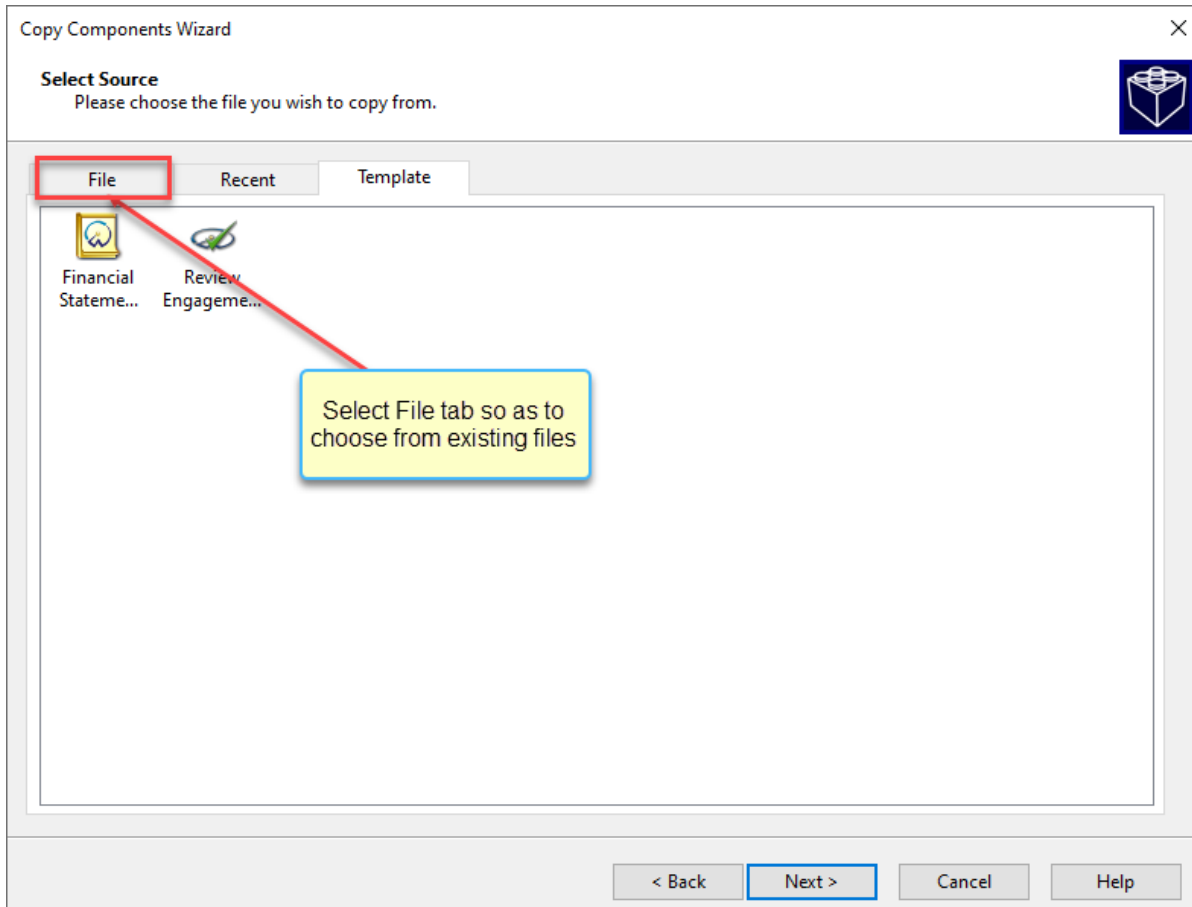 Copy Components Wizard
Select Source
Please choose the file you wish to copy from.
File Recent Template
Financial Review
Stateme... Engageme...
Select File tab so as to
choose from existing files
< Back Next > Cancel Help